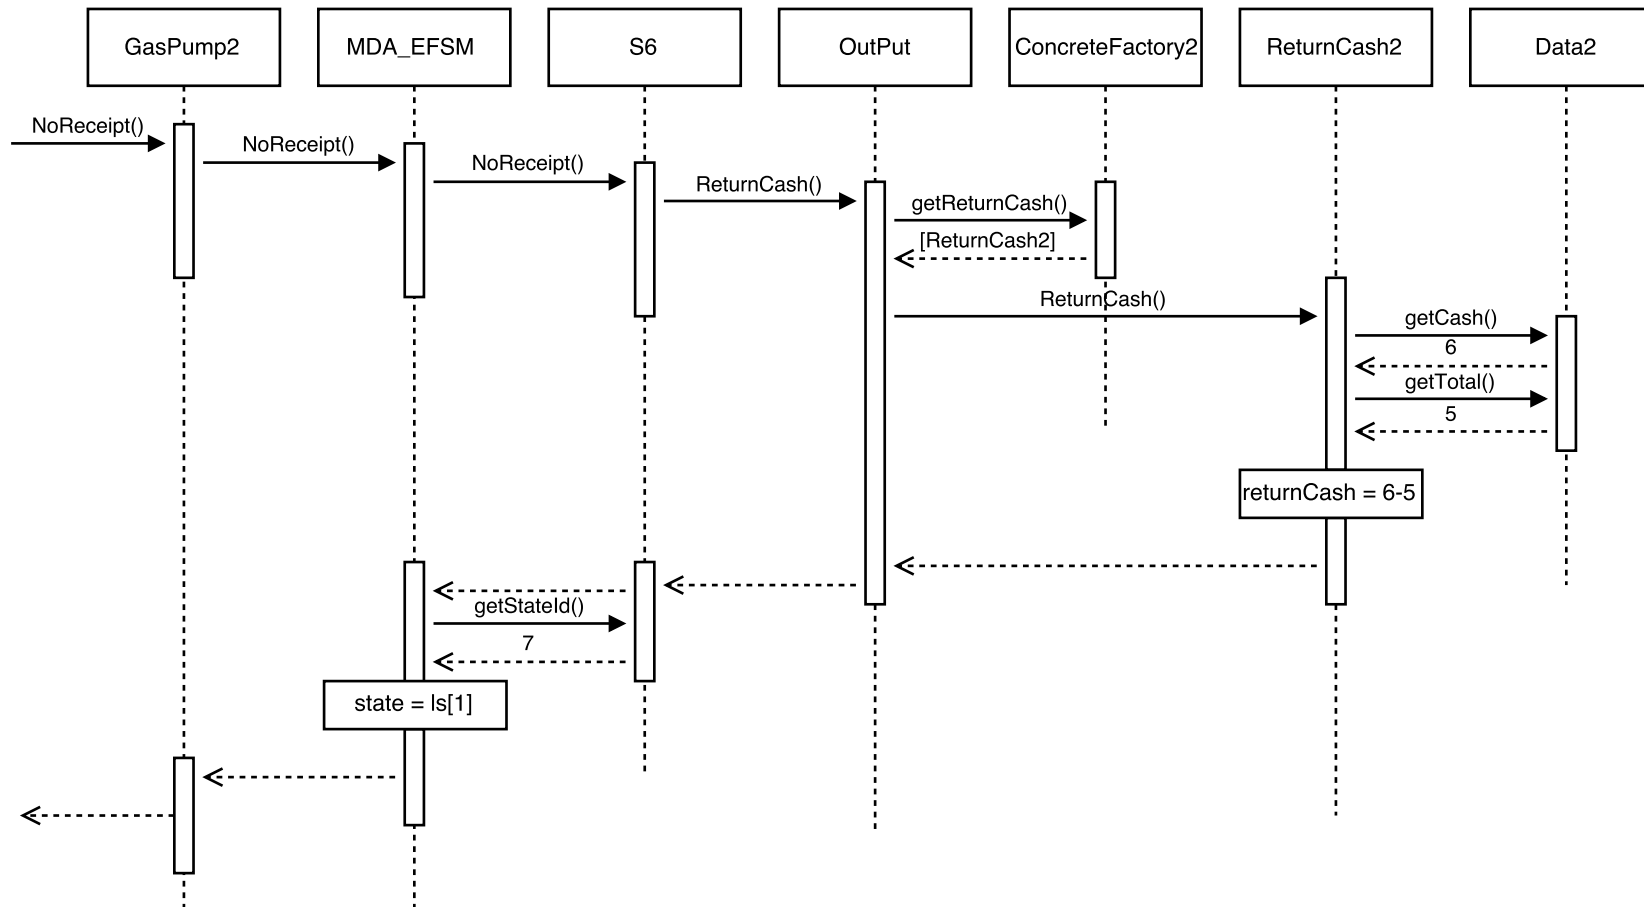 GasPump2
MDA_EFSM
S6
OutPut
ConcreteFactory2
ReturnCash2
Data2
NoReceipt()
NoReceipt()
NoReceipt()
ReturnCash()
getReturnCash()
[ReturnCash2]
ReturnCash()
getCash()
6
getTotal()
5
returnCash = 6-5
getStateId()
7
state = ls[1]